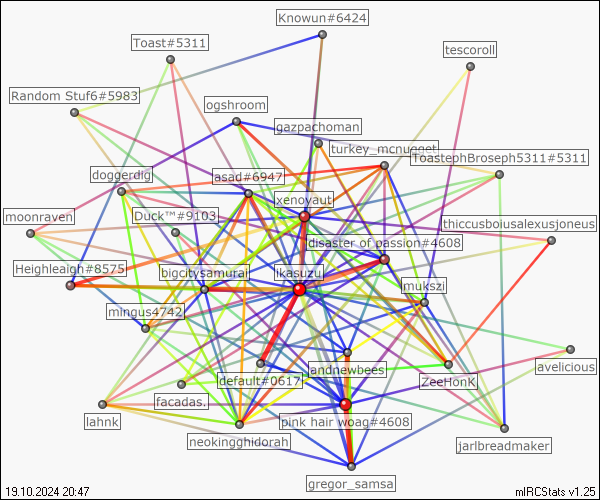 Knowun#6424
Toast#5311
tescoroll
Random Stuf6#5983
ogshroom
gazpachoman
turkey_mcnugget
ToastephBroseph5311#5311
doggerdig
asad#6947
xenovaut
moonraven
Duck™#9103
thiccusboiusalexusjoneus
disaster of passion#4608
Heighleaigh#8575
bigcitysamurai
ikasuzu
mukszi
mingus4742
landnewbees
avelicious
default#0617
ZeeHonK
facadas.
lahnk
pink hair woag#4608
neokingghidorah
jarlbreadmaker
gregor_samsa
19.10.2024 20:47
mIRCStats v1.25